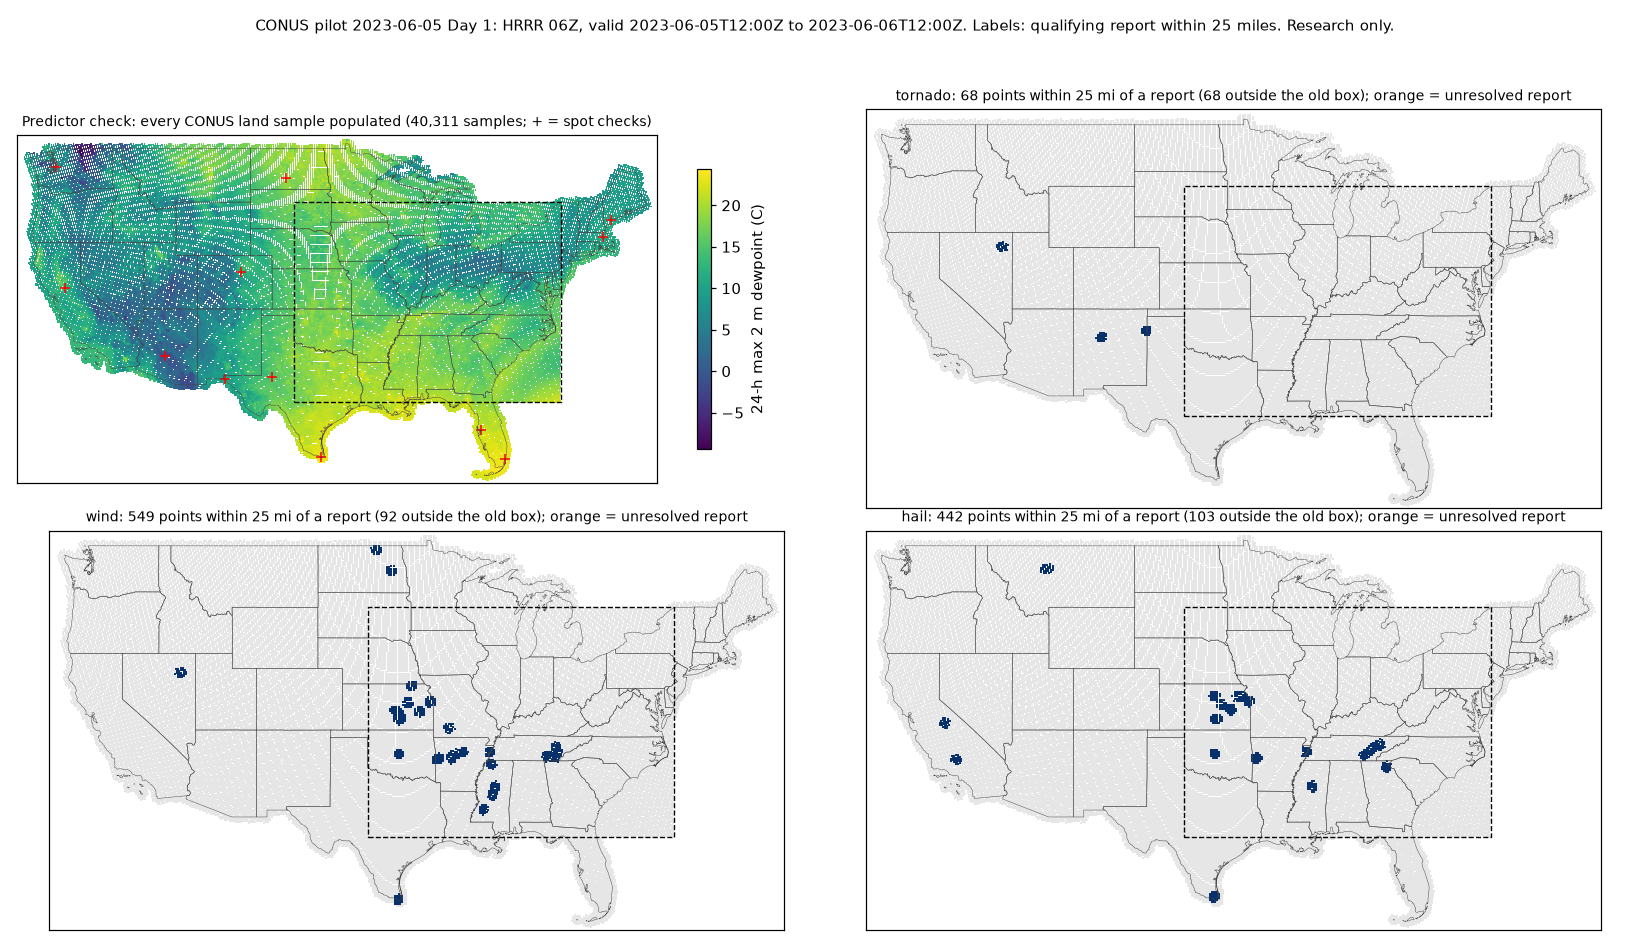 CONUS pilot 2023-06-05 Day 1: HRRR 06Z, valid 2023-06-05T12:00Z to 2023-06-06T12:00Z. Labels: qualifying report within 25 miles. Research only.
Predictor check: every CONUS land sample populated (40,311 samples; + = spot checks)
20
15
10
5
0
−5
24-h max 2 m dewpoint (C)
tornado: 68 points within 25 mi of a report (68 outside the old box); orange = unresolved report
wind: 549 points within 25 mi of a report (92 outside the old box); orange = unresolved report
hail: 442 points within 25 mi of a report (103 outside the old box); orange = unresolved report